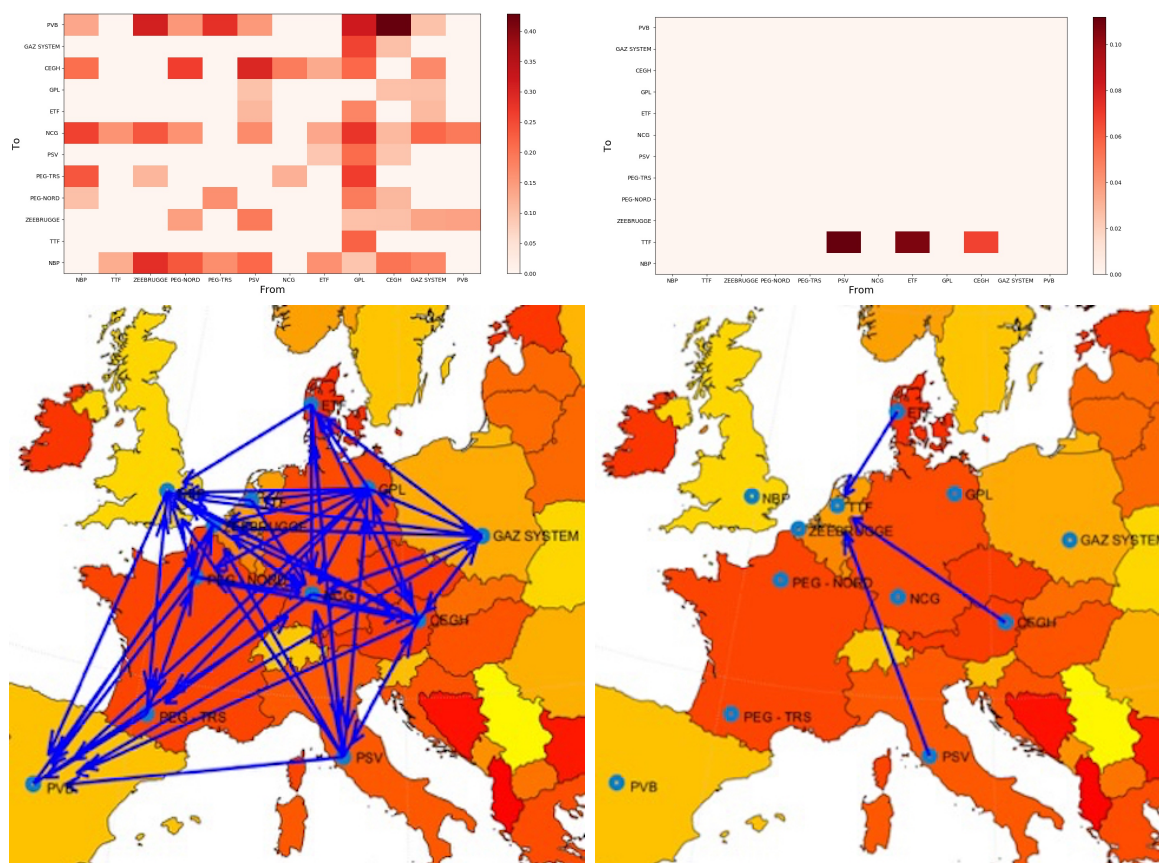 PVB
GAZ SYSTEM
CEGH
GPL
ETF
NCG
PSV
PEG-TRS
PEG-NORD
ZEEBRUGGE
TTF
NBP
To
NBP TTF ZEEBRUGGE PEG-NORD PEG-TRS PSV NCG ETF GPL CEGH GAZ SYSTEM PVB
From
0.40
0.35
0.30
0.25
0.20
0.15
0.10
0.05
0.00
PVB
GAZ SYSTEM
CEGH
GPL
ETF
NCG
PSV
PEG-TRS
PEG-NORD
ZEEBRUGGE
TTF
NBP
To
NBP TTF ZEEBRUGGE PEG-NORD PEG-TRS PSV NCG ETF GPL CEGH GAZ SYSTEM PVB
From
0.10
0.08
0.06
0.04
0.02
0.00
ETF
GPL
TTF
ZEEBRUGGE
GAZ SYSTEM
PEG - NORD
NCG
CEGH
PEG - TRS
PSV
PVB
ETF
GPL
NBP
TTF
ZEEBRUGGE
GAZ SYSTEM
PEG - NORD
NCG
CEGH
PEG - TRS
PSV
PVB